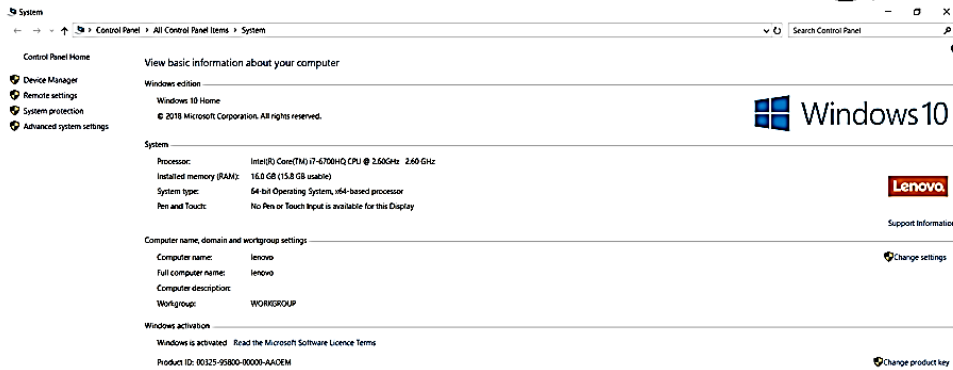 System
Control Panel > All Control Panel Items > System
Search Control Panel
Control Panel Home
Device Manager
Remote settings
System protection
Advanced system settings
View basic information about your computer
Windows edition
Windows 10 Home
© 2018 Microsoft Corporation. All rights reserved.
Windows 10
System
Processor: Intel(R) Core(TM) i7-6700HQ CPU @ 2.60GHz 2.60 GHz
Installed memory (RAM): 16.0 GB (15.8 GB usable)
System type: 64-bit Operating System, x64-based processor
Pen and Touch: No Pen or Touch Input is available for this Display
Lenovo.
Support Information
Computer name, domain and workgroup settings
Computer name: lenovo
Full computer name: lenovo
Computer description:
Workgroup: WORKGROUP
Change settings
Windows activation
Windows is activated Read the Microsoft Software Licence Terms
Product ID: 00325-95800-00000-AAOEM
Change product key